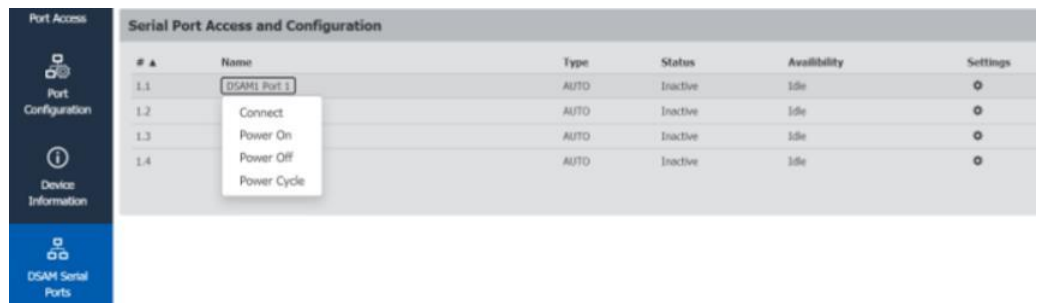 Port Access
Port
Configuration
Device
Information
DSAM Serial
Ports
Serial Port Access and Configuration
# ▲ Name Type Status Availibility Settings
1.1 DSAM1 Port 1 AUTO Inactive Idle
1.2 AUTO Inactive Idle
1.3 AUTO Inactive Idle
1.4 AUTO Inactive Idle
Connect
Power On
Power Off
Power Cycle